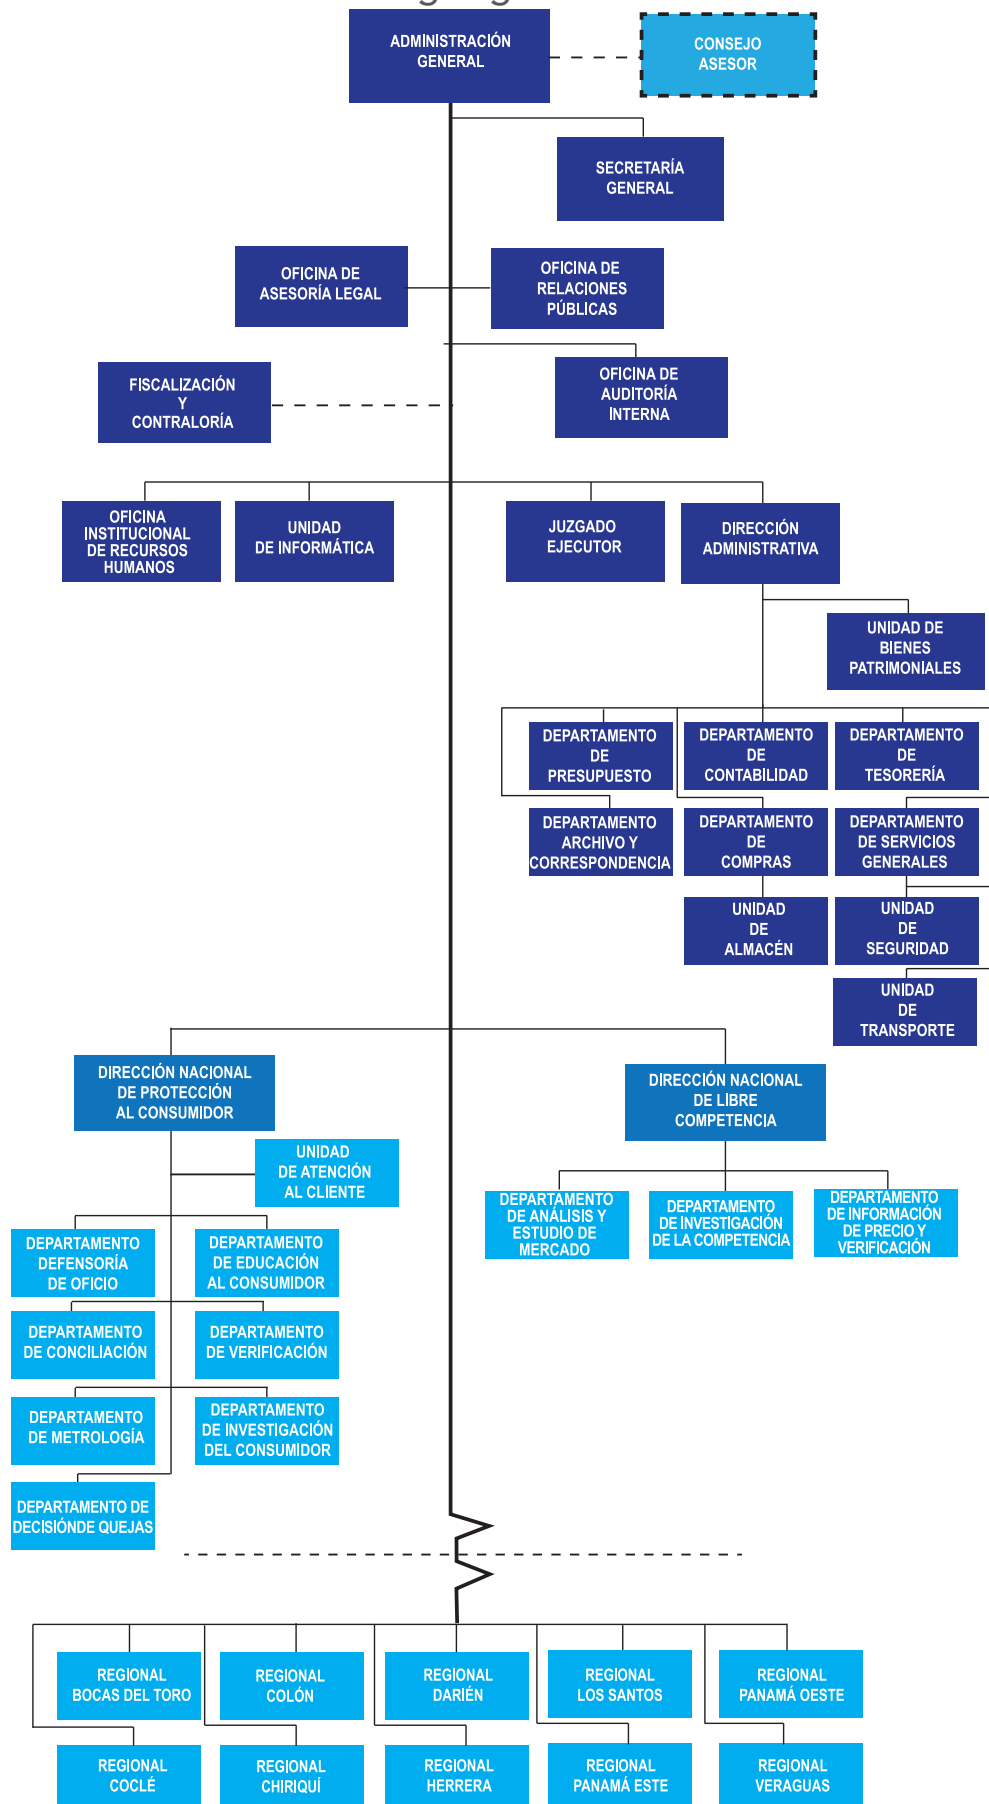 ADMINISTRACIÓN
GENERAL
CONSEJO
ASESOR
SECRETARÍA
GENERAL
OFICINA DE
ASESORÍA LEGAL
OFICINA DE
RELACIONES
PÚBLICAS
FISCALIZACIÓN
Y
CONTRALORÍA
OFICINA DE
AUDITORÍA
INTERNA
OFICINA
INSTITUCIONAL
DE RECURSOS
HUMANOS
UNIDAD
DE INFORMÁTICA
JUZGADO
EJECUTOR
DIRECCIÓN
ADMINISTRATIVA
UNIDAD DE
BIENES
PATRIMONIALES
DEPARTAMENTO
DE
PRESUPUESTO
DEPARTAMENTO
DE
CONTABILIDAD
DEPARTAMENTO
DE
TESORERÍA
DEPARTAMENTO
ARCHIVO Y
CORRESPONDENCIA
DEPARTAMENTO
DE
COMPRAS
DEPARTAMENTO
DE SERVICIOS
GENERALES
UNIDAD
DE
ALMACÉN
UNIDAD
DE
SEGURIDAD
UNIDAD
DE
TRANSPORTE
DIRECCIÓN NACIONAL
DE PROTECCIÓN
AL CONSUMIDOR
DIRECCIÓN NACIONAL
DE LIBRE
COMPETENCIA
UNIDAD
DE ATENCIÓN
AL CLIENTE
DEPARTAMENTO
DE ANÁLISIS Y
ESTUDIO DE
MERCADO
DEPARTAMENTO
DE INVESTIGACIÓN
DE LA COMPETENCIA
DEPARTAMENTO
DE INFORMACIÓN
DE PRECIO Y
VERIFICACIÓN
DEPARTAMENTO
DEFENSORÍA
DE OFICIO
DEPARTAMENTO
DE EDUCACIÓN
AL CONSUMIDOR
DEPARTAMENTO
DE CONCILIACIÓN
DEPARTAMENTO
DE VERIFICACIÓN
DEPARTAMENTO
DE METROLOGÍA
DEPARTAMENTO
DE INVESTIGACIÓN
DEL CONSUMIDOR
DEPARTAMENTO DE
DECISIÓNDE QUEJAS
REGIONAL
BOCAS DEL TORO
REGIONAL
COLÓN
REGIONAL
DARIÉN
REGIONAL
LOS SANTOS
REGIONAL
PANAMÁ OESTE
REGIONAL
COCLÉ
REGIONAL
CHIRIQUÍ
REGIONAL
HERRERA
REGIONAL
PANAMÁ ESTE
REGIONAL
VERAGUAS